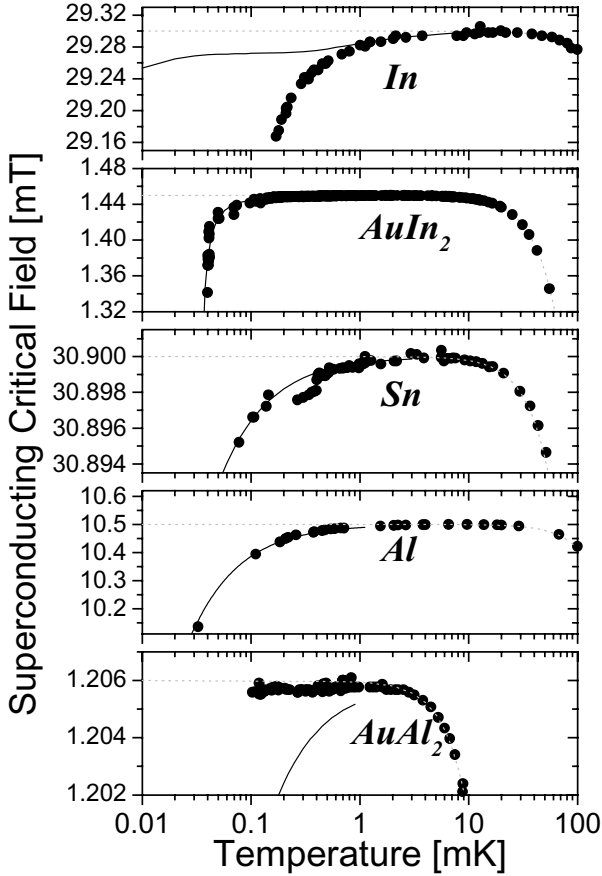 Superconducting Critical Field [mT]
29.32
29.28
29.24
29.20
29.16
In
1.48
1.44
1.40
1.36
1.32
AuIn2
30.900
30.898
30.896
30.894
Sn
10.6
10.5
10.4
10.3
10.2
Al
1.206
1.204
1.202
AuAl2
0.01 0.1 1 10 100
Temperature [mK]